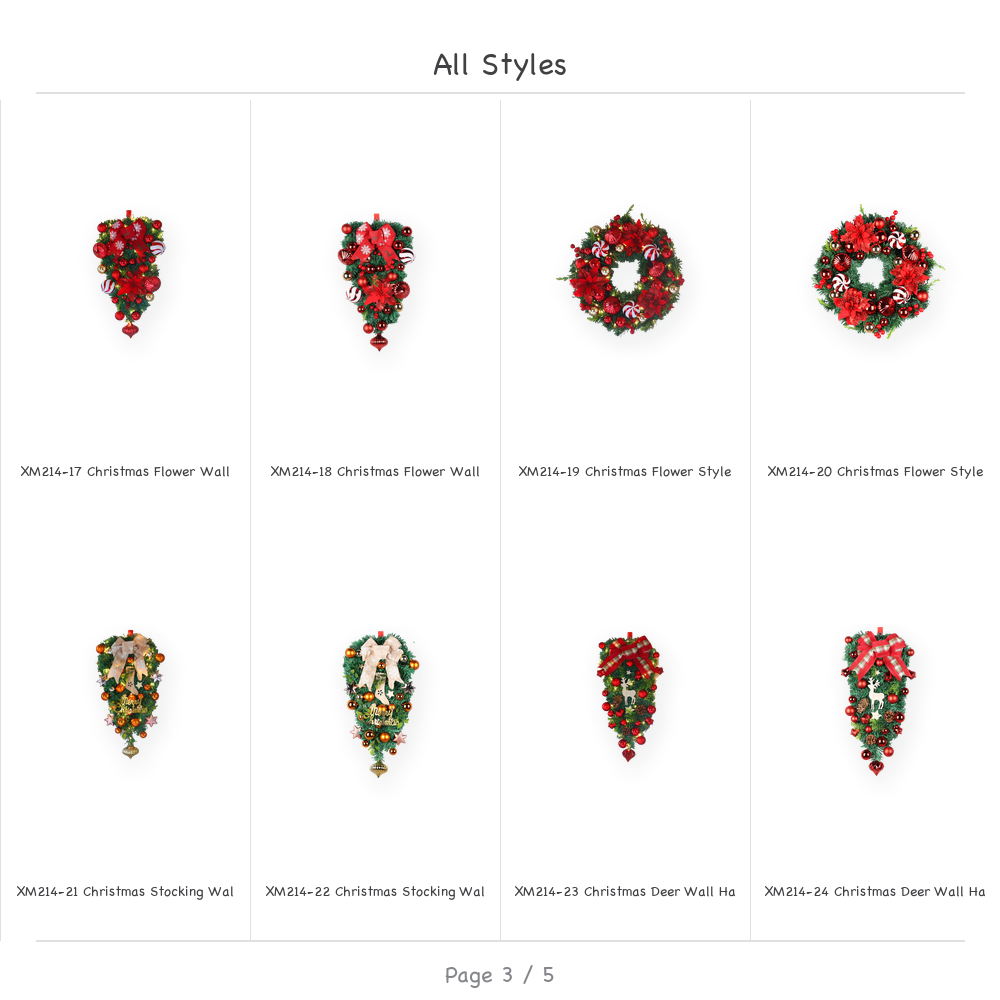 All Styles
XM214-17 Christmas Flower Wall
XM214-18 Christmas Flower Wall
XM214-19 Christmas Flower Style
XM214-20 Christmas Flower Style
XM214-21 Christmas Stocking Wal
XM214-22 Christmas Stocking Wal
XM214-23 Christmas Deer Wall Ha
XM214-24 Christmas Deer Wall Ha
Page 3 / 5